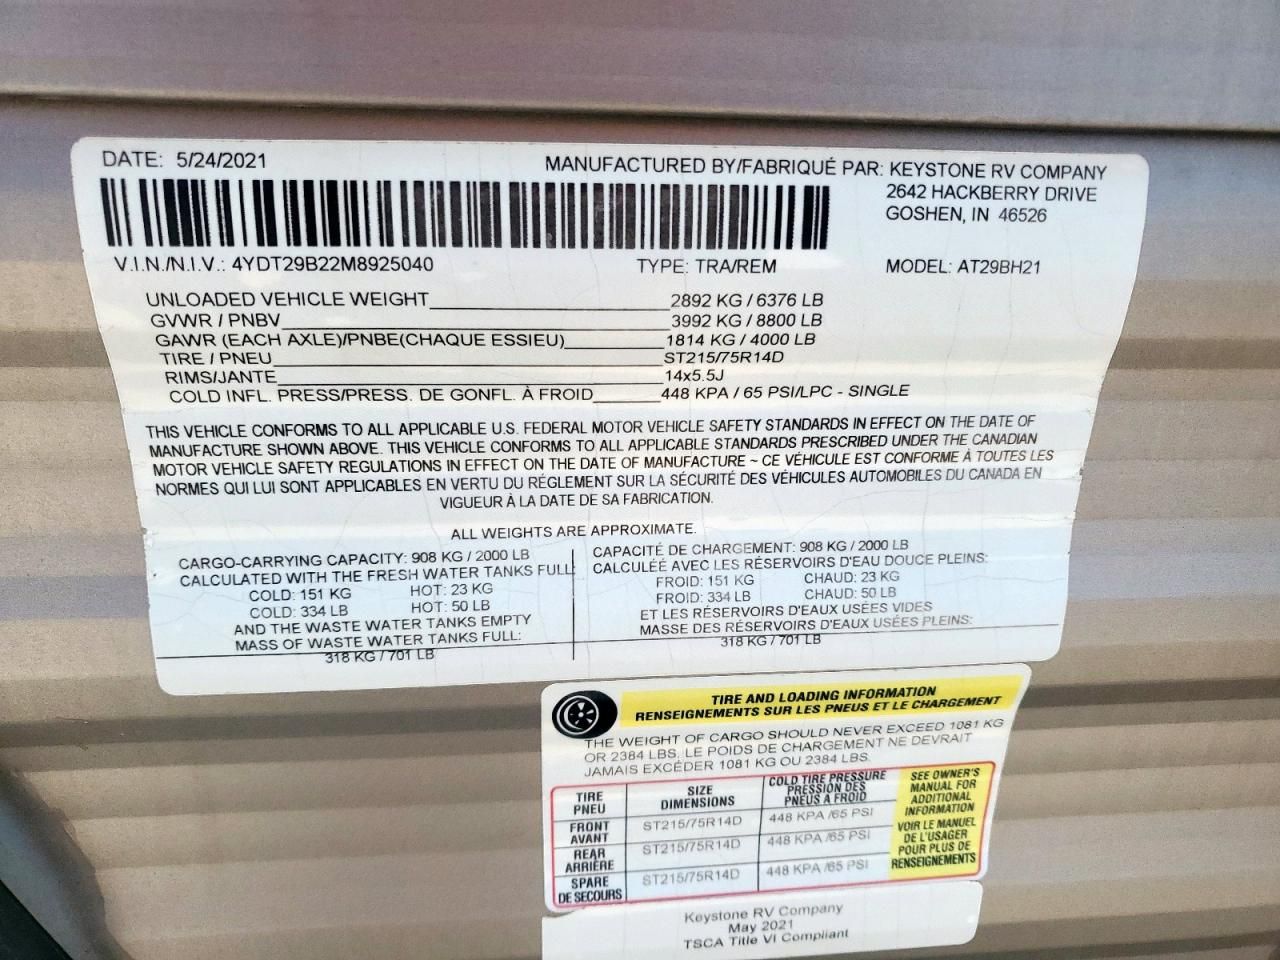 DATE: 5/24/2021
MANUFACTURED BY/FABRIQUÉ PAR: KEYSTONE RV COMPANY
2642 HACKBERRY DRIVE
GOSHEN, IN 46526
V.I.N./N.I.V.: 4YDT29B22M8925040 TYPE: TRA/REM MODEL: AT29BH21
UNLOADED VEHICLE WEIGHT 2892 KG / 6376 LB
GVWR / PNBV 3992 KG / 8800 LB
GAWR (EACH AXLE)/PNBE(CHAQUE ESSIEU) 1814 KG / 4000 LB
TIRE / PNEU ST215/75R14D
RIMS/JANTE 14x5.5J
COLD INFL. PRESS/PRESS. DE GONFL. À FROID 448 KPA / 65 PSI/LPC - SINGLE
THIS VEHICLE CONFORMS TO ALL APPLICABLE U.S. FEDERAL MOTOR VEHICLE SAFETY STANDARDS IN EFFECT ON THE DATE OF
MANUFACTURE SHOWN ABOVE. THIS VEHICLE CONFORMS TO ALL APPLICABLE STANDARDS PRESCRIBED UNDER THE CANADIAN
MOTOR VEHICLE SAFETY REGULATIONS IN EFFECT ON THE DATE OF MANUFACTURE ~ CE VÉHICULE EST CONFORME À TOUTES LES
NORMES QUI LUI SONT APPLICABLES EN VERTU DU RÉGLEMENT SUR LA SÉCURITÉ DES VÉHICULES AUTOMOBILES DU CANADA EN
VIGUEUR À LA DATE DE SA FABRICATION.
ALL WEIGHTS ARE APPROXIMATE.
CARGO-CARRYING CAPACITY: 908 KG / 2000 LB
CALCULATED WITH THE FRESH WATER TANKS FULL
COLD: 151 KG HOT: 23 KG
COLD: 334 LB HOT: 50 LB
AND THE WASTE WATER TANKS EMPTY
MASS OF WASTE WATER TANKS FULL:
318 KG / 701 LB
CAPACITÉ DE CHARGEMENT: 908 KG / 2000 LB
CALCULÉE AVEC LES RÉSERVOIRS D'EAU DOUCE PLEINS:
FROID: 151 KG CHAUD: 23 KG
FROID: 334 LB CHAUD: 50 LB
ET LES RÉSERVOIRS D'EAUX USÉES VIDES
MASSE DES RÉSERVOIRS D'EAUX USÉES PLEINS:
318 KG / 701 LB
TIRE AND LOADING INFORMATION
RENSEIGNEMENTS SUR LES PNEUS ET LE CHARGEMENT
THE WEIGHT OF CARGO SHOULD NEVER EXCEED 1081 KG
OR 2384 LBS. LE POIDS DE CHARGEMENT NE DEVRAIT
JAMAIS EXCÉDER 1081 KG OU 2384 LBS.
TIRE
PNEU
SIZE
DIMENSIONS
COLD TIRE PRESSURE
PRESSION DES
PNEUS A FROID
FRONT
AVANT
ST215/75R14D 448 KPA /65 PSI
REAR
ARRIÈRE
ST215/75R14D 448 KPA /65 PSI
SPARE
DE SECOURS
ST215/75R14D 448 KPA /65 PSI
SEE OWNER'S
MANUAL FOR
ADDITIONAL
INFORMATION
VOIR LE MANUEL
DE L'USAGER
POUR PLUS DE
RENSEIGNEMENTS
Keystone RV Company
May 2021
TSCA Title VI Compliant